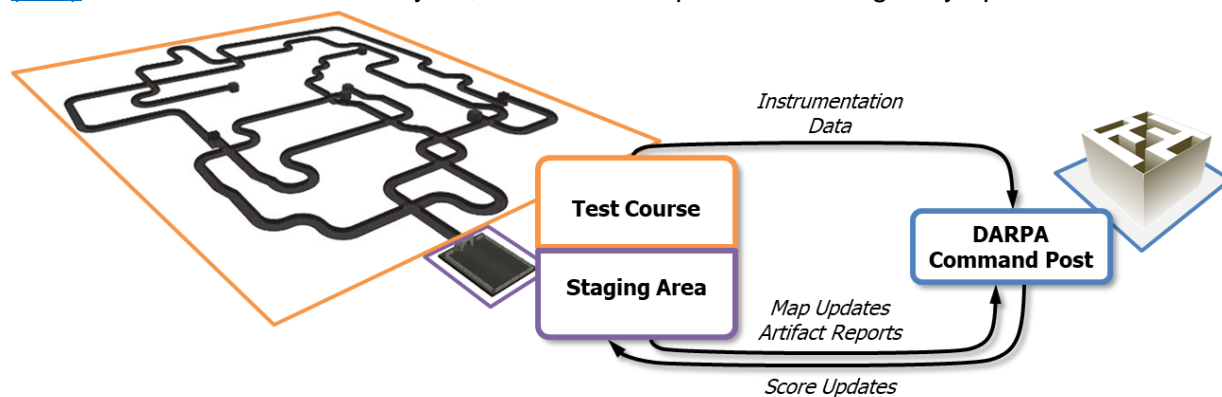 Instrumentation
Data
Test Course
DARPA
Command Post
Staging Area
Map Updates
Artifact Reports
Score Updates